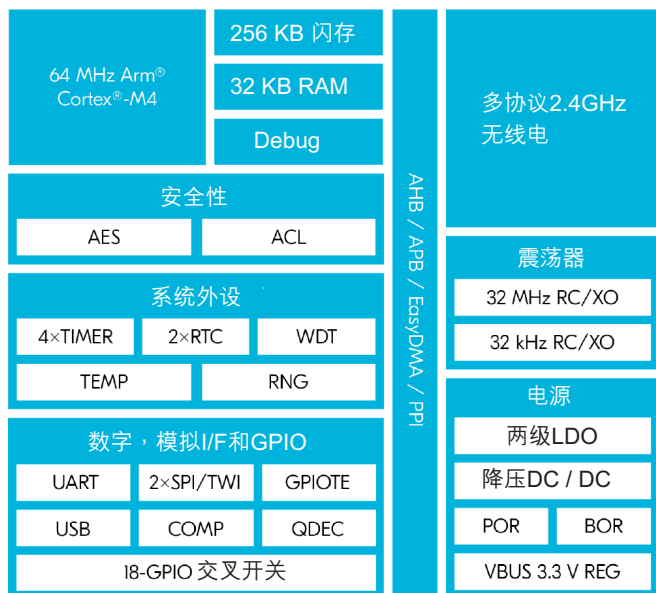 64 MHz Arm®
Cortex®-M4
256 KB 闪存
32 KB RAM
Debug
安全性
AES
ACL
系统外设
4×TIMER
2×RTC
WDT
TEMP
RNG
数字，模拟I/F和GPIO
UART
2×SPI/TWI
GPIOTE
USB
COMP
QDEC
18-GPIO 交叉开关
AHB / APB / EasyDMA / PPI
多协议2.4GHz
无线电
震荡器
32 MHz RC/XO
32 kHz RC/XO
电源
两级LDO
降压DC / DC
POR
BOR
VBUS 3.3 V REG